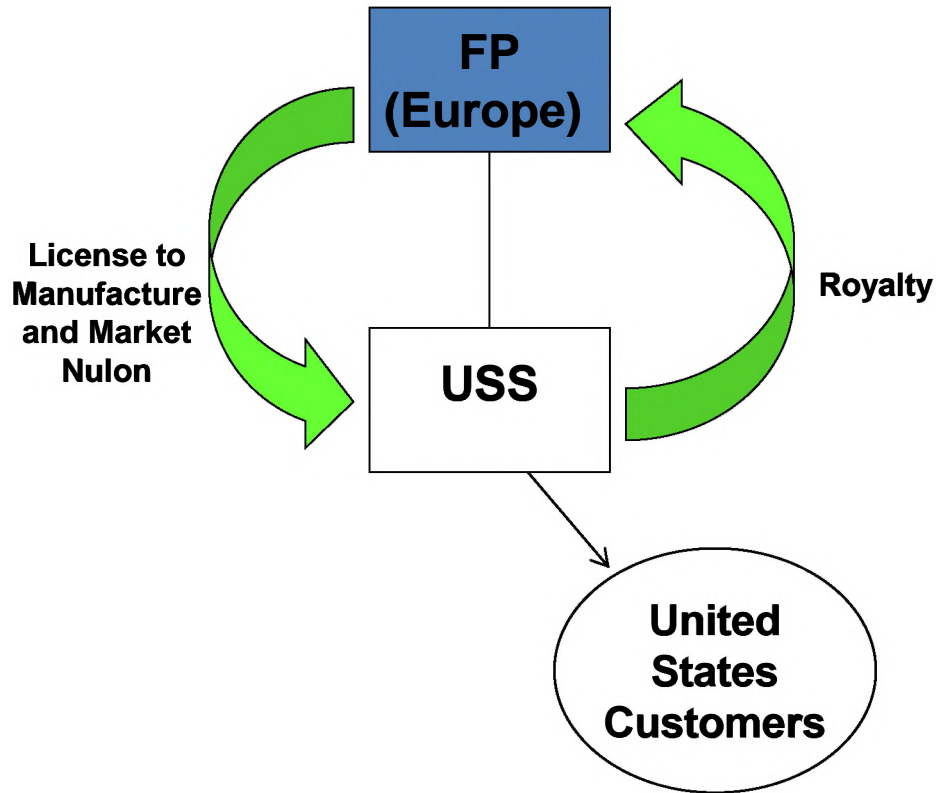 FP
(Europe)
License to
Manufacture
and Market
Nulon
Royalty
USS
United
States
Customers